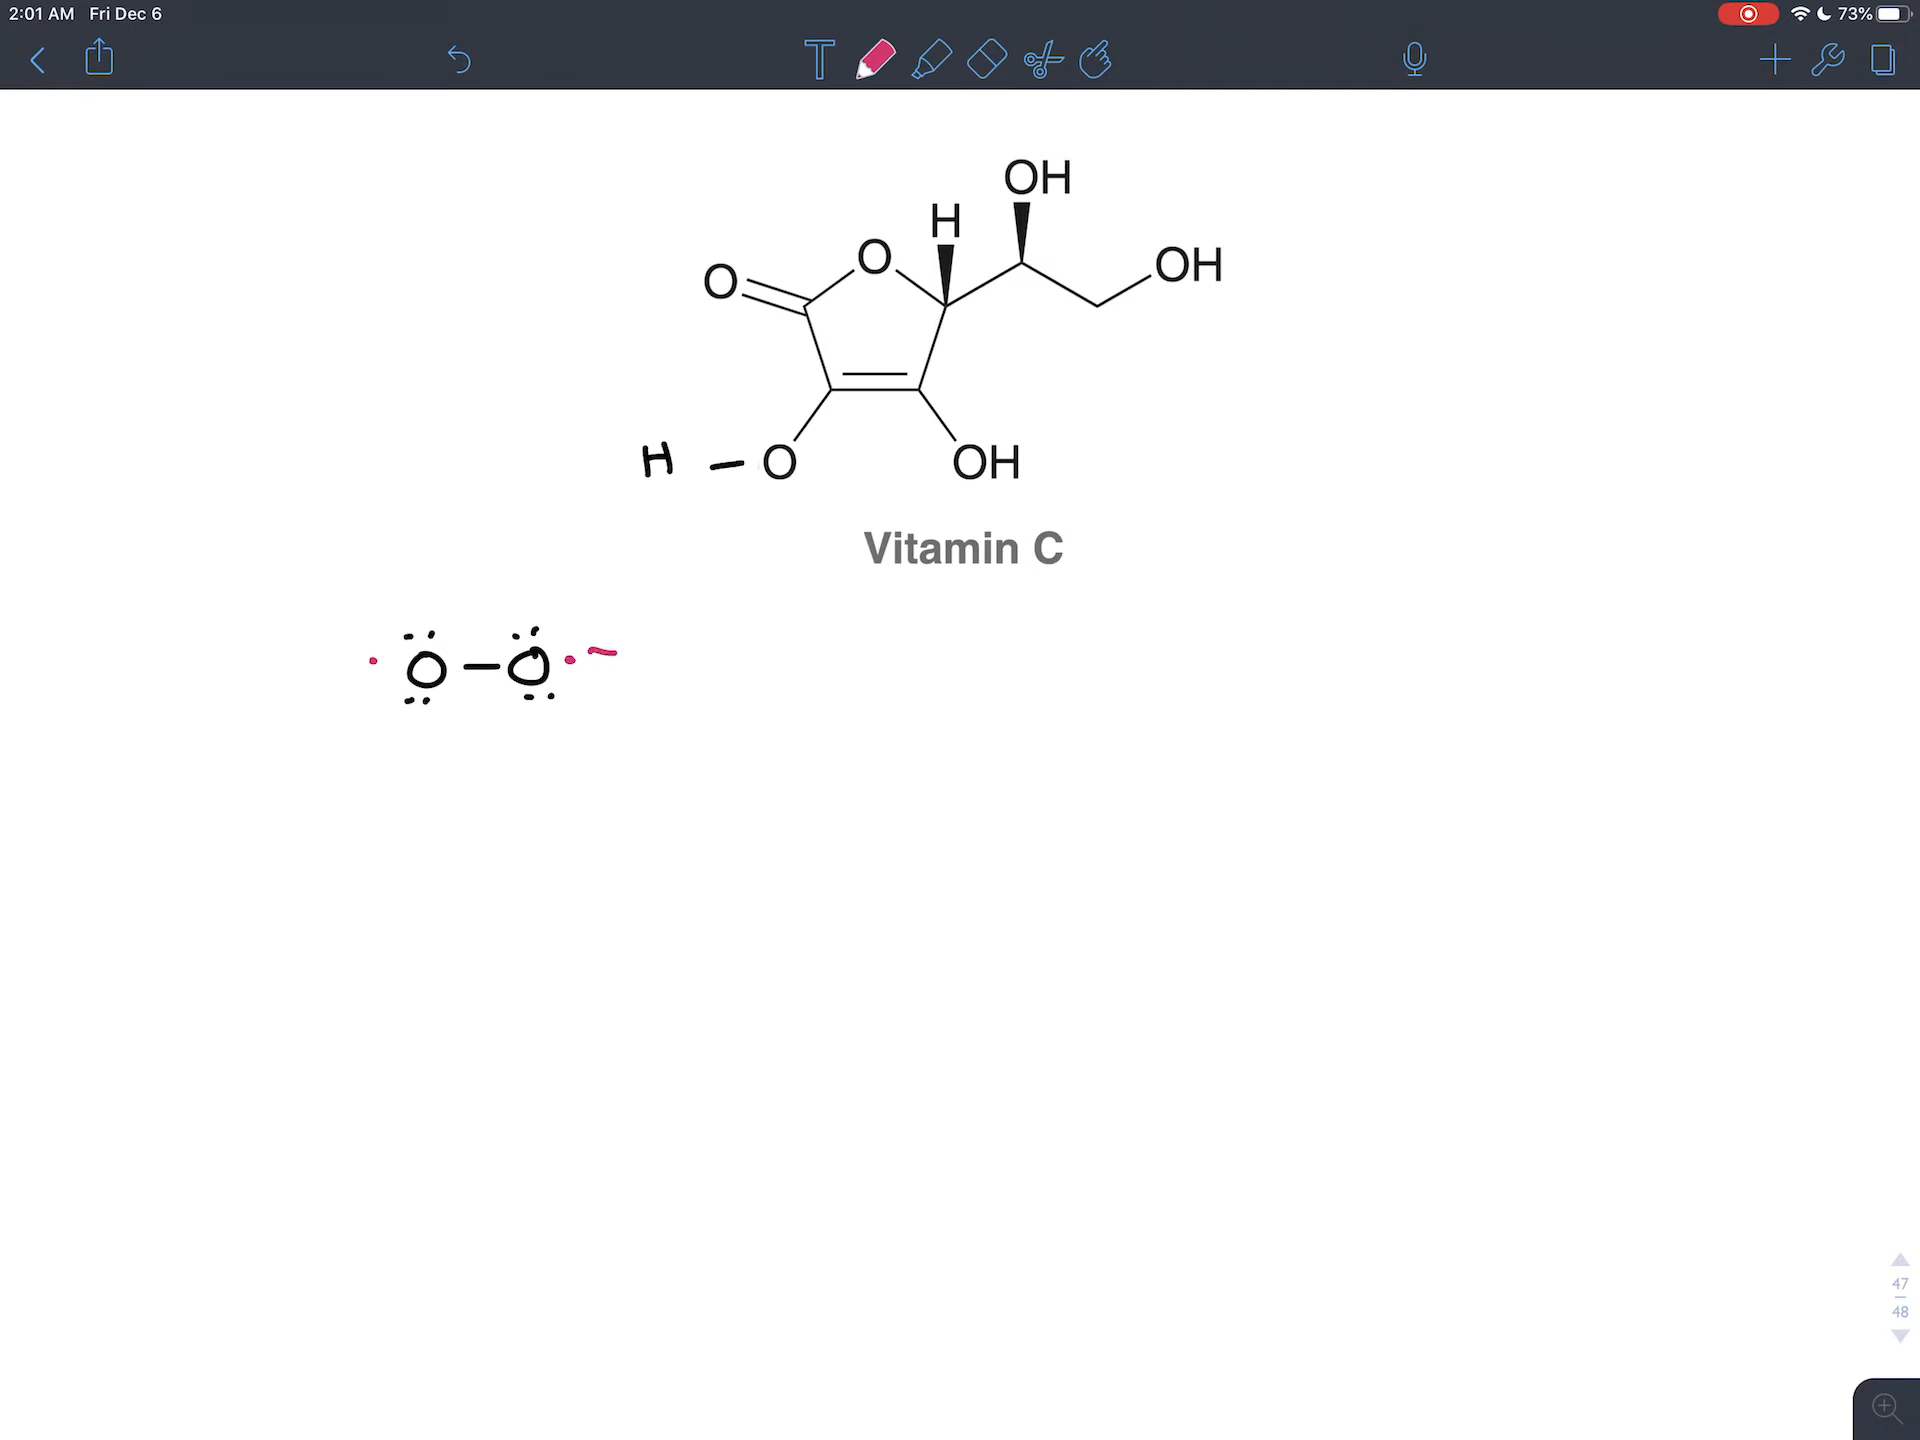 2:01 AM Fri Dec 6
73%
T
OH
H
O
OH
O
H - O
OH
Vitamin C
O - O
47
48